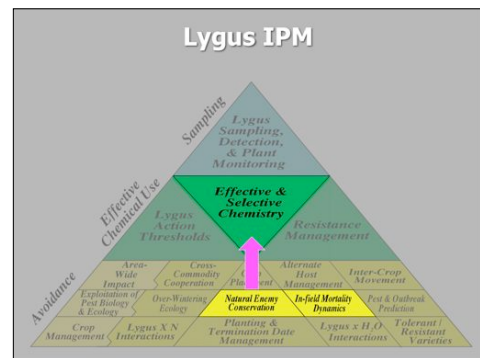 Lygus IPM
Sampling
Lygus
Sampling,
Detection,
& Plant
Monitoring
Effective
Chemical Use
Effective &
Selective
Chemistry
Lygus
Action
Thresholds
Resistance
Management
Avoidance
Area-
Wide
Impact
Cross-
Commodity
Cooperation
Alternate
Host
Management
Inter-Crop
Movement
Exploitation of
Pest Biology
& Ecology
Over-Wintering
Ecology
Natural Enemy
Conservation
In-field Mortality
Dynamics
Pest & Outbreak
Prediction
Crop
Management
Lygus X N
Interactions
Planting &
Termination Date
Management
Lygus x H2O
Interactions
Tolerant /
Resistant
Varieties